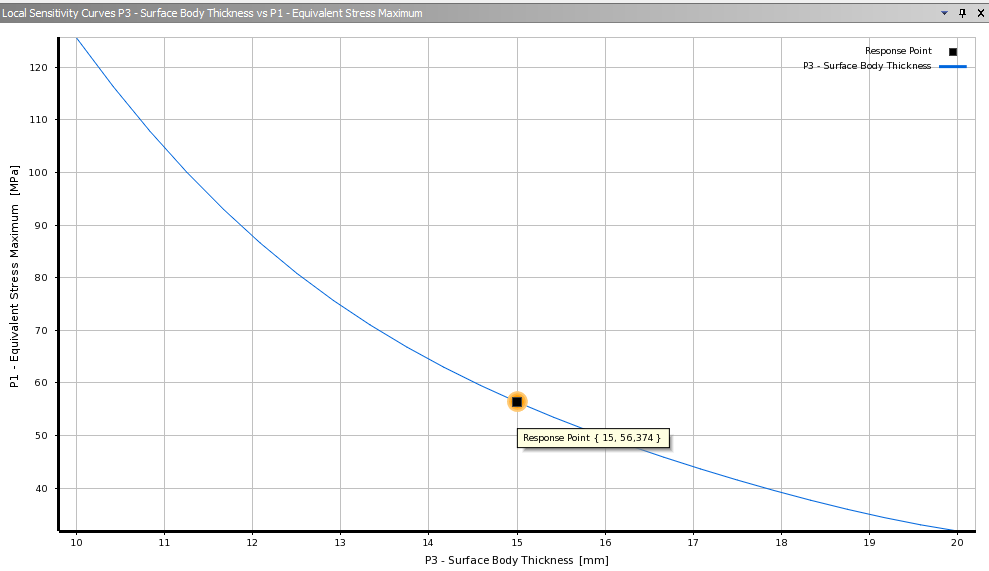 Local Sensitivity Curves P3 - Surface Body Thickness vs P1 - Equivalent Stress Maximum
Response Point
P3 - Surface Body Thickness
120
110
100
90
80
70
60
50
40
P1 - Equivalent Stress Maximum [MPa]
Response Point { 15, 56,374 }
10 11 12 13 14 15 16 17 18 19 20
P3 - Surface Body Thickness [mm]